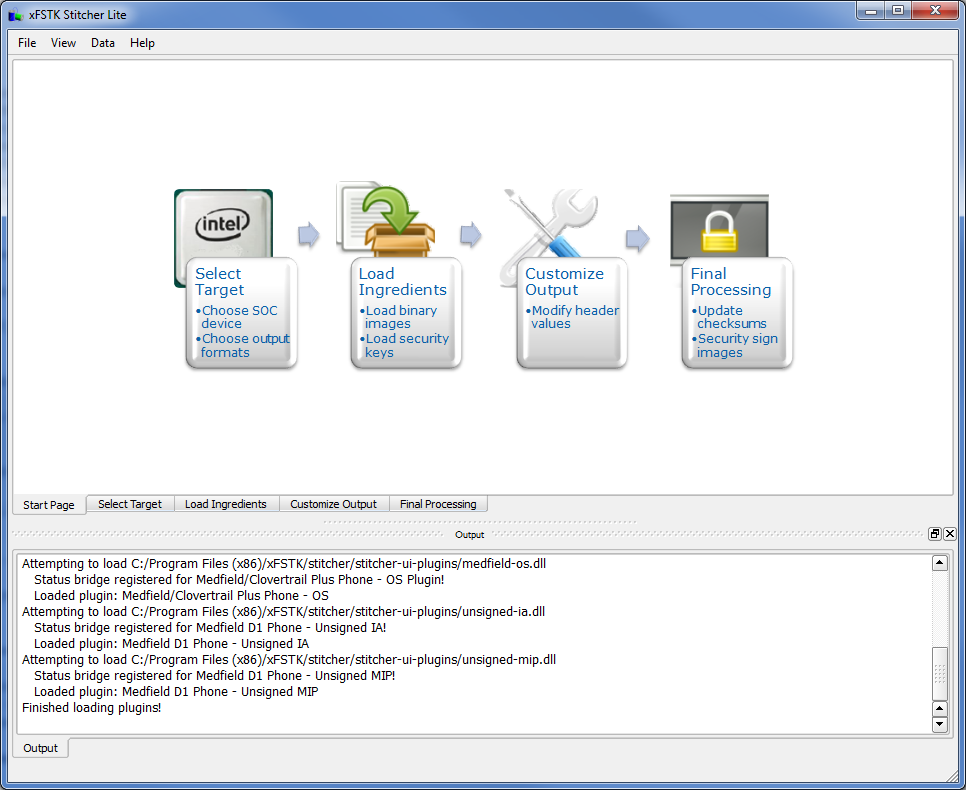 xFSTK Stitcher Lite
File View Data Help
intel
Select
Target
•Choose SOC
device
•Choose output
formats
Load
Ingredients
•Load binary
images
•Load security
keys
Customize
Output
•Modify header
values
Final
Processing
•Update
checksums
•Security sign
images
Start Page Select Target Load Ingredients Customize Output Final Processing
Output
Attempting to load C:/Program Files (x86)/xFSTK/stitcher/stitcher-ui-plugins/medfield-os.dll
Status bridge registered for Medfield/Clovertrail Plus Phone - OS Plugin!
Loaded plugin: Medfield/Clovertrail Plus Phone - OS
Attempting to load C:/Program Files (x86)/xFSTK/stitcher/stitcher-ui-plugins/unsigned-ia.dll
Status bridge registered for Medfield D1 Phone - Unsigned IA!
Loaded plugin: Medfield D1 Phone - Unsigned IA
Attempting to load C:/Program Files (x86)/xFSTK/stitcher/stitcher-ui-plugins/unsigned-mip.dll
Status bridge registered for Medfield D1 Phone - Unsigned MIP!
Loaded plugin: Medfield D1 Phone - Unsigned MIP
Finished loading plugins!
Output